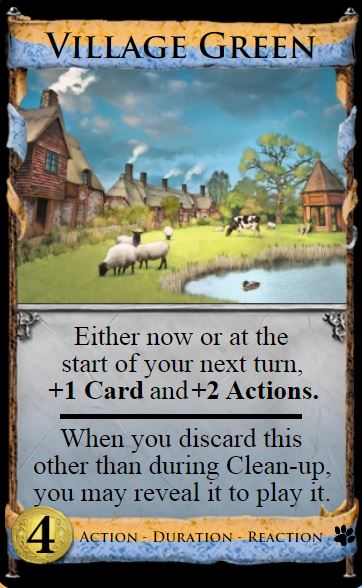 VILLAGE GREEN
Either now or at the
start of your next turn,
+1 Card and +2 Actions.
When you discard this
other than during Clean-up,
you may reveal it to play it.
4
ACTION - DURATION - REACTION